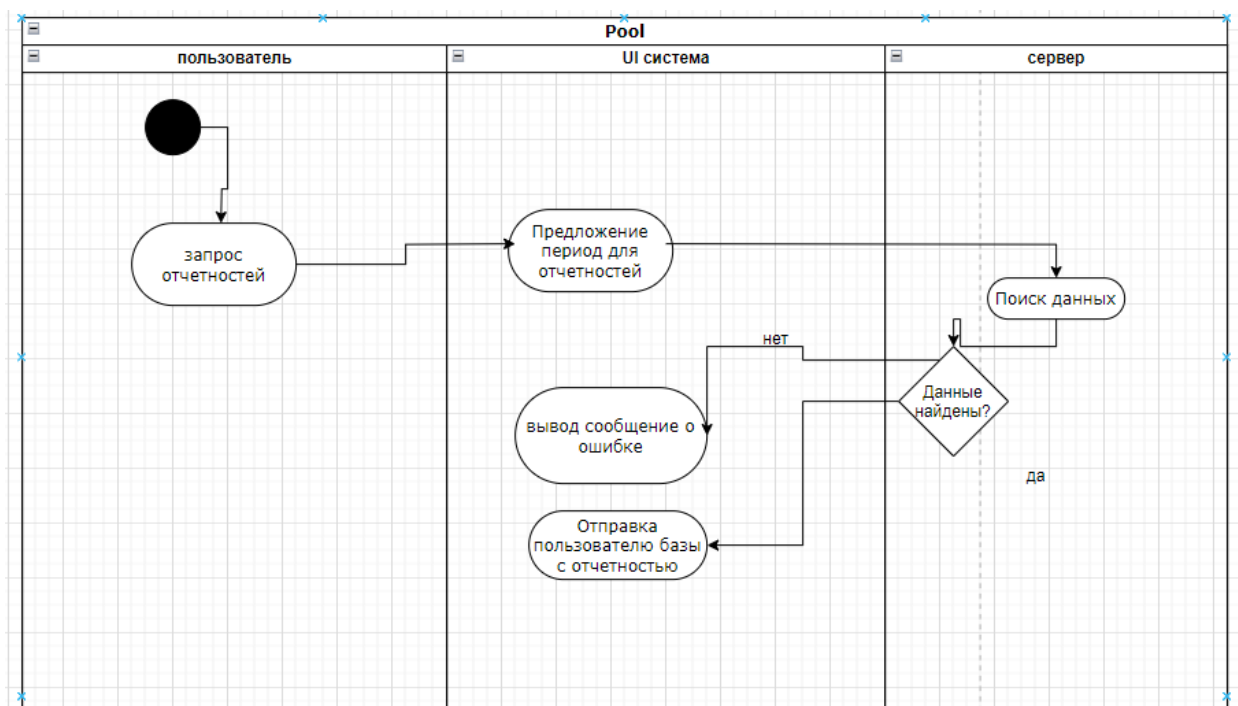 Pool
пользователь
UI система
сервер
запрос
отчетностей
Предложение
период для
отчетностей
Поиск данных
нет
Данные
найдены?
вывод сообщение о
ошибке
да
Отправка
пользователю базы
с отчетностью